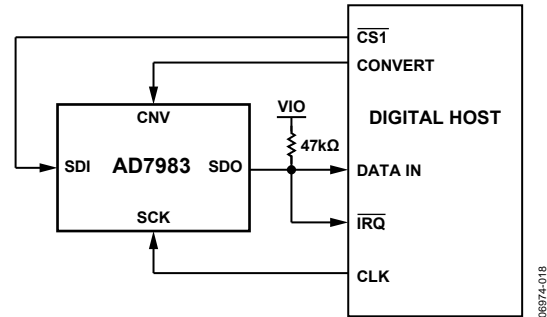 CS1
CONVERT
VIO
CNV
DIGITAL HOST
47kΩ
SDI AD7983 SDO
DATA IN
SCK
IRQ
CLK
06974-018